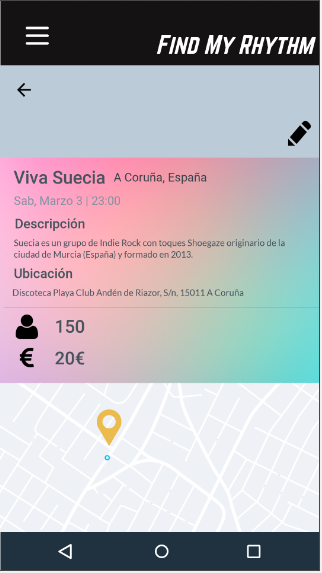 FIND MY RHYTHM
Viva Suecia A Coruña, España
Sab, Marzo 3 | 23:00
Descripción
Suecia es un grupo de Indie Rock con toques Shoegaze originario de la
ciudad de Murcia (España) y formado en 2013.
Ubicación
Discoteca Playa Club Andén de Riazor, S/n, 15011 A Coruña
150
€ 20€